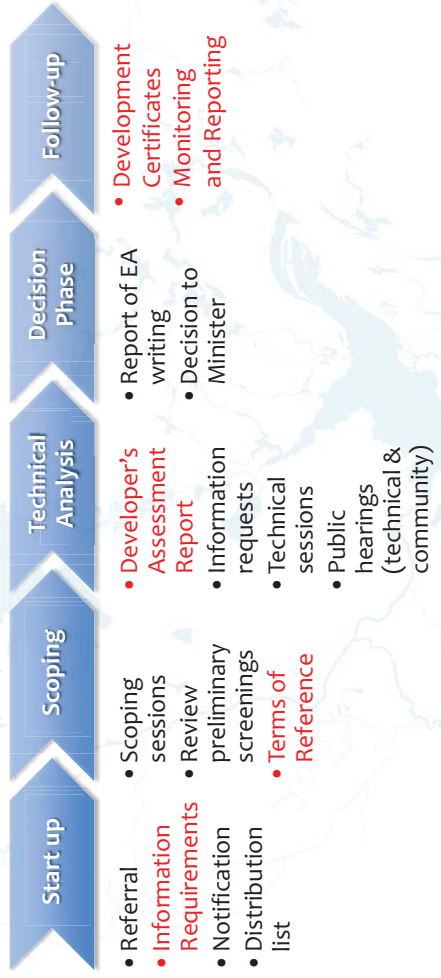 Start up
• Referral
• Information
Requirements
• Notification
• Distribution
list
Scoping
• Scoping
sessions
• Review
preliminary
screenings
• Terms of
Reference
Technical
Analysis
• Developer's
Assessment
Report
• Information
requests
• Technical
sessions
• Public
hearings
(technical &
community)
Decision
Phase
• Report of EA
writing
• Decision to
Minister
Follow-up
• Development
Certificates
• Monitoring
and Reporting